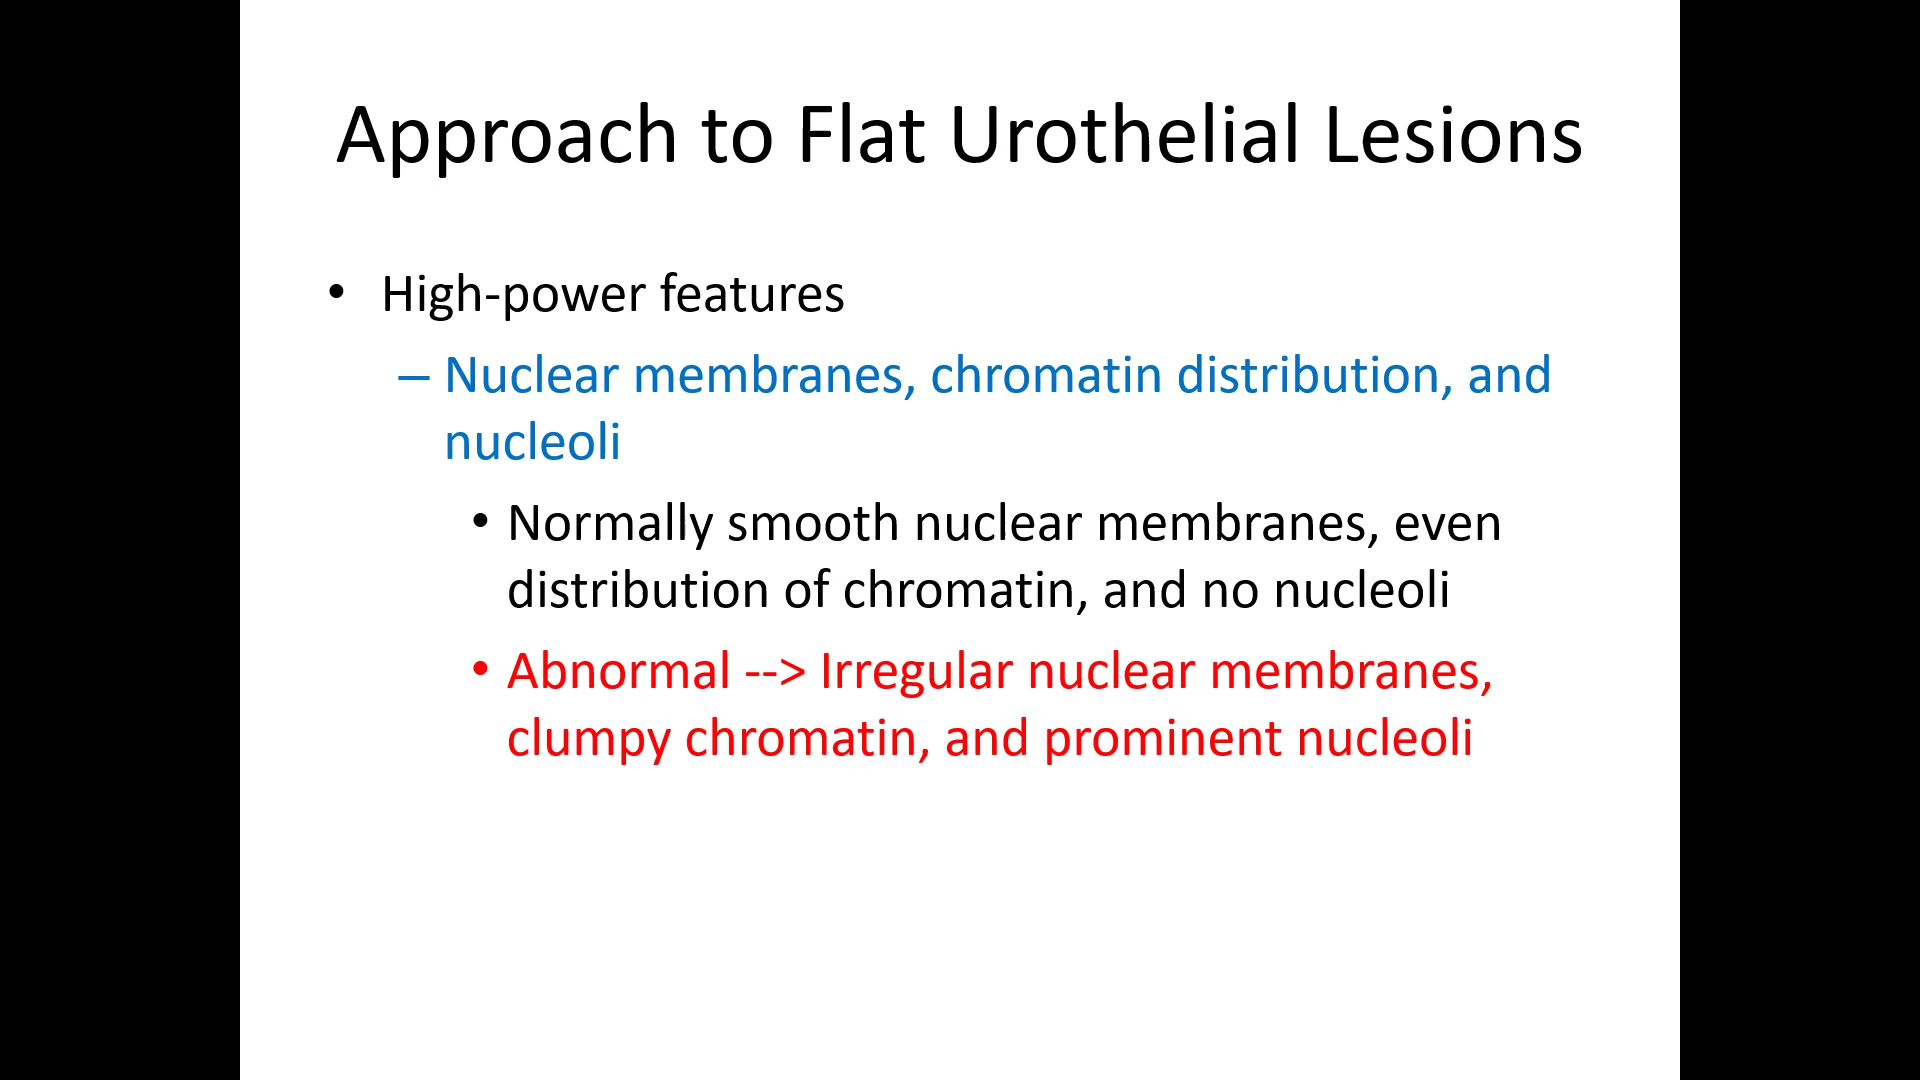 Approach to Flat Urothelial Lesions
• High-power features
– Nuclear membranes, chromatin distribution, and
nucleoli
• Normally smooth nuclear membranes, even
distribution of chromatin, and no nucleoli
• Abnormal --> Irregular nuclear membranes,
clumpy chromatin, and prominent nucleoli